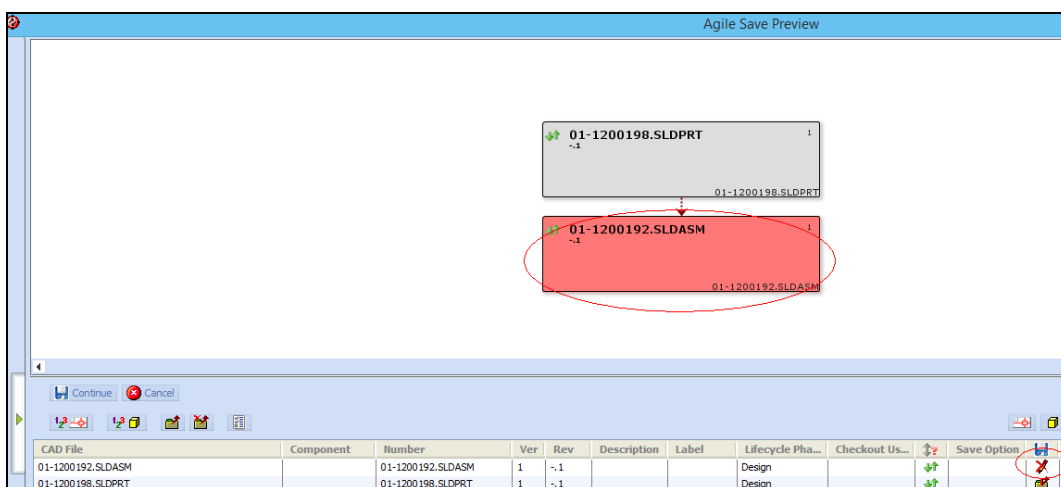 Agile Save Preview
01-1200198.SLDPRT 1
-.1
01-1200198.SLDPRT
01-1200192.SLDASM 1
-.1
01-1200192.SLDASM
Continue Cancel
CAD File Component Number Ver Rev Description Label Lifecycle Pha... Checkout Us... Save Option
01-1200192.SLDASM 01-1200192.SLDASM 1 -.1 Design
01-1200198.SLDPRT 01-1200198.SLDPRT 1 -.1 Design